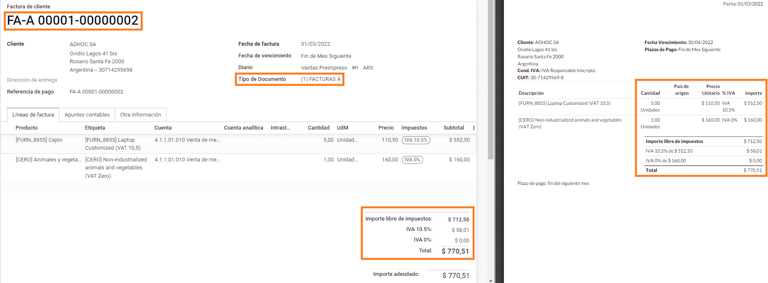 Factura de cliente
FA-A 00001-00000002
Cliente
ADHOC SA
Ovidio Lagos 41 bis
Rosario Santa Fe 2000
Argentina – 30714295698
Dirección de entrega
Referencia de pago
FA-A 00001-00000002
Fecha de factura
01/03/2022
Fecha de vencimiento
Fin de Mes Siguiente
Diario
Ventas Preimpreso en ARS
Tipo de Documento
(1) FACTURAS A
Líneas de factura Apuntes contables Otra información
Producto Etiqueta Cuenta Cuenta analítica Intrast... Cantidad UdM Precio Impuestos Subtotal
[FURN_8855] Cajón [FURN_8855] Laptop Customized (VAT 10,5) 4.1.1.01.010 Venta de me... 5,00 Unidad... 110,50 IVA 10.5% $ 552,50
[CERO] Animales y vegeta... [CERO] Non-industrialized animals and vegetables (VAT Zero) 4.1.1.01.010 Venta de me... 1,00 Unidad... 160,00 IVA 0% $ 160,00
Importe libre de impuestos: $ 712,50
IVA 10.5%: $ 58,01
IVA 0%: $ 0,00
Total: $ 770,51
Importe adeudado: $ 770,51
Fecha: 01/03/2022
Cliente: ADHOC SA
Ovidio Lagos 41 bis
Rosario Santa Fe 2000
Argentina
Cond. IVA: IVA Responsable Inscripto
CUIT: 30-71429569-8
Fecha Vencimiento: 30/04/2022
Plazos de Pago: Fin de Mes Siguiente
Descripción Cantidad País de origen Precio Unitario % IVA Importe
[FURN_8855] Laptop Customized (VAT 10,5) 5,00 Unidades $ 110,50 IVA 10.5% $ 552,50
[CERO] Non-industrialized animals and vegetables (VAT Zero) 1,00 Unidades $ 160,00 IVA 0% $ 160,00
Importe libre de impuestos $ 712,50
IVA 10.5% de $ 552,50 $ 58,01
IVA 0% de $ 160,00 $ 0,00
Total $ 770,51
Plazo de pago: fin del siguiente mes